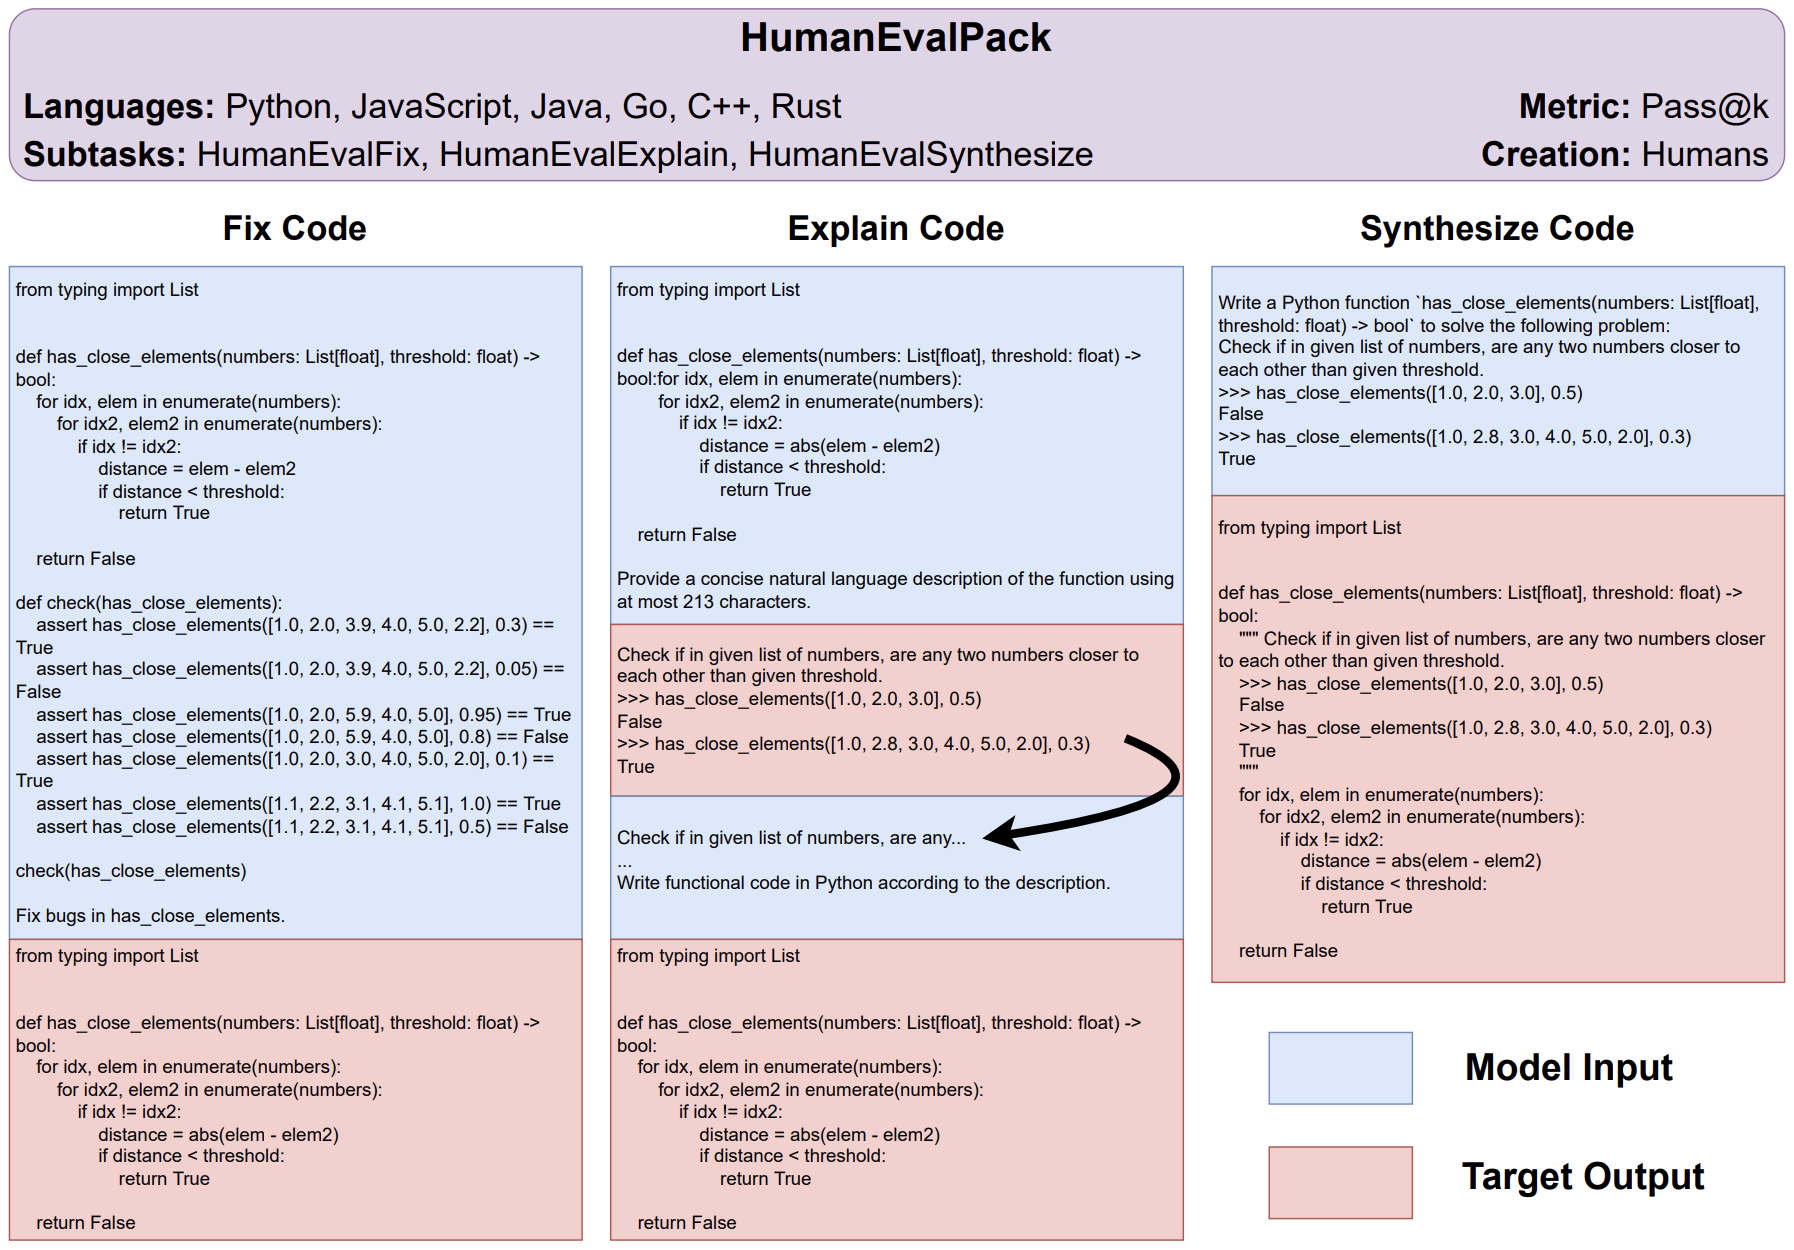 HumanEvalPack
Languages: Python, JavaScript, Java, Go, C++, Rust
Metric: Pass@k
Subtasks: HumanEvalFix, HumanEvalExplain, HumanEvalSynthesize
Creation: Humans
Fix Code
from typing import List
def has_close_elements(numbers: List[float], threshold: float) ->
bool:
for idx, elem in enumerate(numbers):
for idx2, elem2 in enumerate(numbers):
if idx != idx2:
distance = elem - elem2
if distance < threshold:
return True
return False
def check(has_close_elements):
assert has_close_elements([1.0, 2.0, 3.9, 4.0, 5.0, 2.2], 0.3) ==
True
assert has_close_elements([1.0, 2.0, 3.9, 4.0, 5.0, 2.2], 0.05) ==
False
assert has_close_elements([1.0, 2.0, 5.9, 4.0, 5.0], 0.95) == True
assert has_close_elements([1.0, 2.0, 5.9, 4.0, 5.0], 0.8) == False
assert has_close_elements([1.0, 2.0, 3.0, 4.0, 5.0, 2.0], 0.1) ==
True
assert has_close_elements([1.1, 2.2, 3.1, 4.1, 5.1], 1.0) == True
assert has_close_elements([1.1, 2.2, 3.1, 4.1, 5.1], 0.5) == False
check(has_close_elements)
Fix bugs in has_close_elements.
from typing import List
def has_close_elements(numbers: List[float], threshold: float) ->
bool:
for idx, elem in enumerate(numbers):
for idx2, elem2 in enumerate(numbers):
if idx != idx2:
distance = abs(elem - elem2)
if distance < threshold:
return True
return False
Explain Code
from typing import List
def has_close_elements(numbers: List[float], threshold: float) ->
bool:for idx, elem in enumerate(numbers):
for idx2, elem2 in enumerate(numbers):
if idx != idx2:
distance = abs(elem - elem2)
if distance < threshold:
return True
return False
Provide a concise natural language description of the function using
at most 213 characters.
Check if in given list of numbers, are any two numbers closer to
each other than given threshold.
>>> has_close_elements([1.0, 2.0, 3.0], 0.5)
False
>>> has_close_elements([1.0, 2.8, 3.0, 4.0, 5.0, 2.0], 0.3)
True
Check if in given list of numbers, are any...
...
Write functional code in Python according to the description.
from typing import List
def has_close_elements(numbers: List[float], threshold: float) ->
bool:
for idx, elem in enumerate(numbers):
for idx2, elem2 in enumerate(numbers):
if idx != idx2:
distance = abs(elem - elem2)
if distance < threshold:
return True
return False
Synthesize Code
Write a Python function `has_close_elements(numbers: List[float],
threshold: float) -> bool` to solve the following problem:
Check if in given list of numbers, are any two numbers closer to
each other than given threshold.
>>> has_close_elements([1.0, 2.0, 3.0], 0.5)
False
>>> has_close_elements([1.0, 2.8, 3.0, 4.0, 5.0, 2.0], 0.3)
True
from typing import List
def has_close_elements(numbers: List[float], threshold: float) ->
bool:
""" Check if in given list of numbers, are any two numbers closer
to each other than given threshold.
>>> has_close_elements([1.0, 2.0, 3.0], 0.5)
False
>>> has_close_elements([1.0, 2.8, 3.0, 4.0, 5.0, 2.0], 0.3)
True
"""
for idx, elem in enumerate(numbers):
for idx2, elem2 in enumerate(numbers):
if idx != idx2:
distance = abs(elem - elem2)
if distance < threshold:
return True
return False
Model Input
Target Output